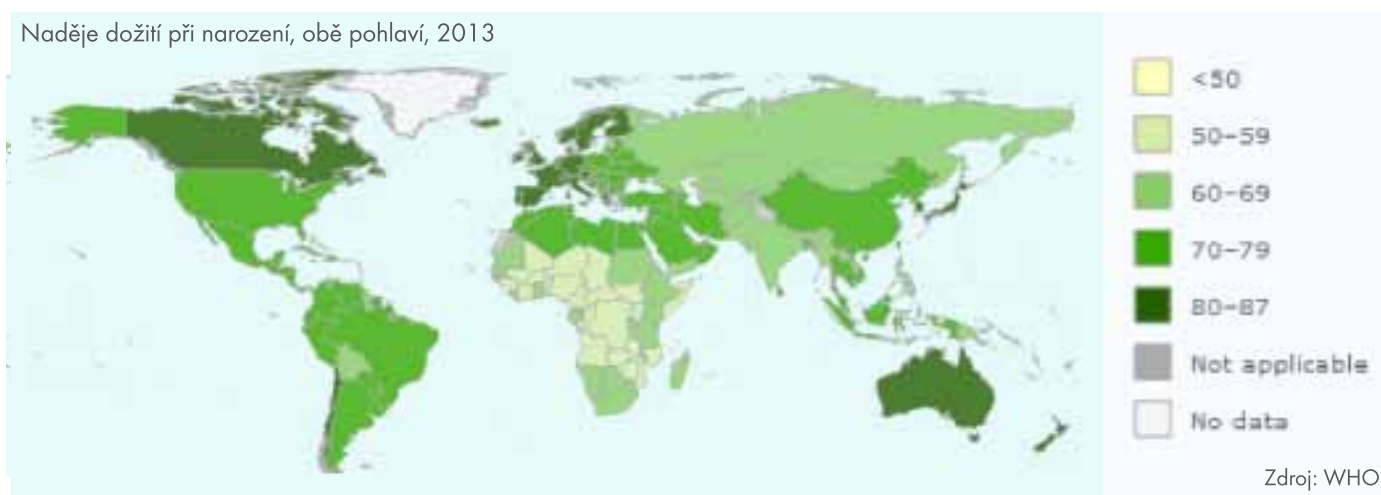 Naděje dožití při narození, obě pohlaví, 2013
<50
50–59
60–69
70–79
80–87
Not applicable
No data
Zdroj: WHO